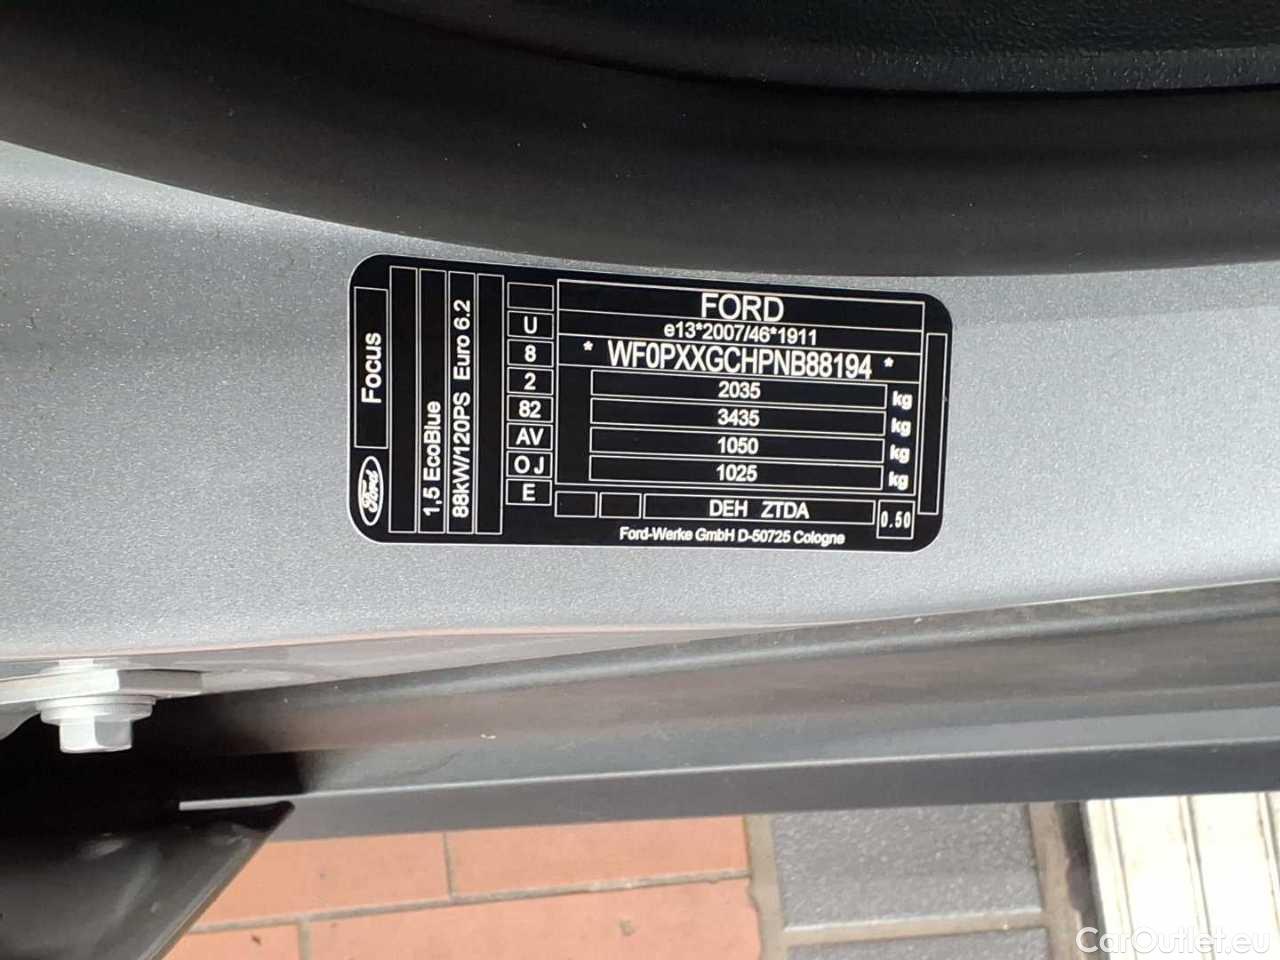 FORD
e13*2007/46*1911
* WF0PXXGCHPNB88194 *
2035 kg
3435 kg
1050 kg
1025 kg
DEH ZTDA
0.50
Ford-Werke GmbH D-50725 Cologne
U
8
2
82
AV
OJ
E
Focus
Ford
1,5 EcoBlue
88kW/120PS Euro 6.2
CarOutlet.eu